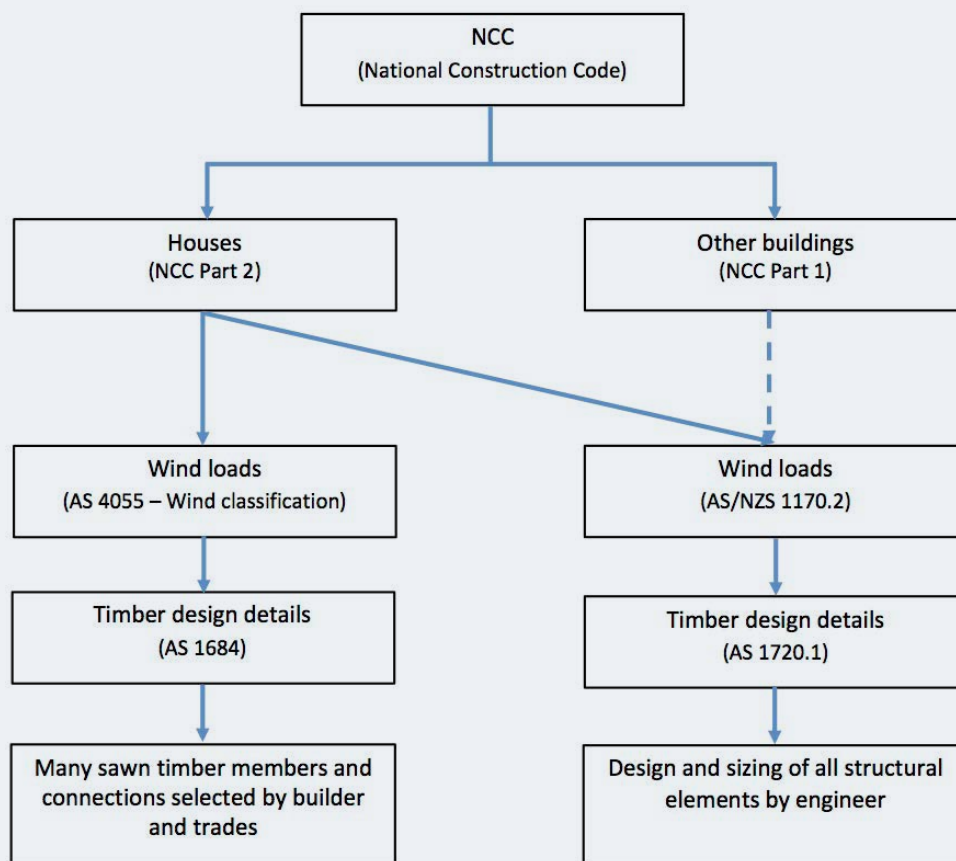 NCC
(National Construction Code)
Houses
(NCC Part 2)
Other buildings
(NCC Part 1)
Wind loads
(AS 4055 – Wind classification)
Wind loads
(AS/NZS 1170.2)
Timber design details
(AS 1684)
Timber design details
(AS 1720.1)
Many sawn timber members and
connections selected by builder
and trades
Design and sizing of all structural
elements by engineer